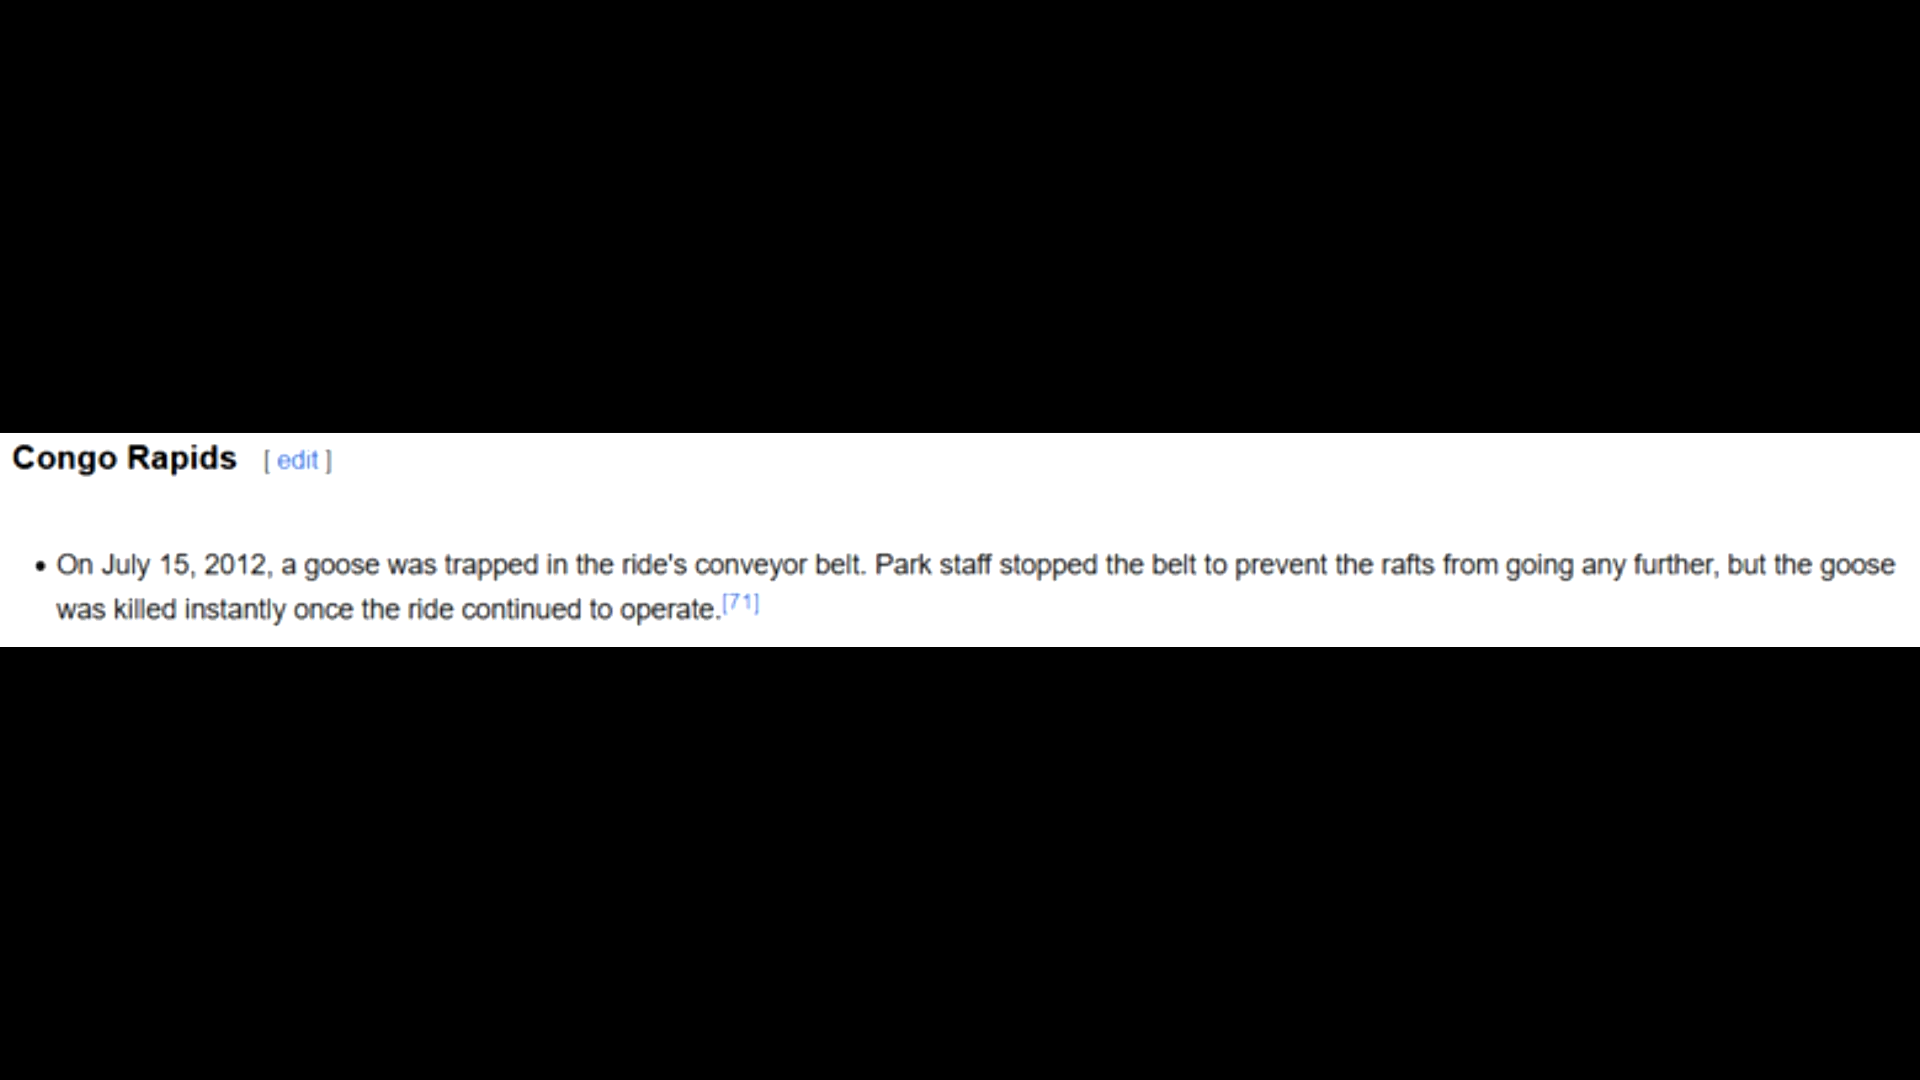 Congo Rapids [ edit ]
• On July 15, 2012, a goose was trapped in the ride's conveyor belt. Park staff stopped the belt to prevent the rafts from going any further, but the goose
was killed instantly once the ride continued to operate.[71]